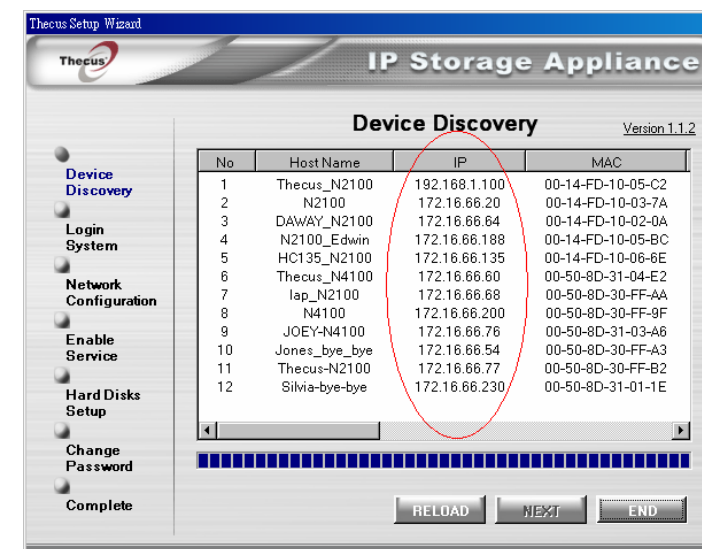 Thecus Setup Wizard
Thecus
IP Storage Appliance
Device Discovery
Version 1.1.2
Device
Discovery
Login
System
Network
Configuration
Enable
Service
Hard Disks
Setup
Change
Password
Complete
No Host Name IP MAC
1 Thecus_N2100 192.168.1.100 00-14-FD-10-05-C2
2 N2100 172.16.66.20 00-14-FD-10-03-7A
3 DAWAY_N2100 172.16.66.64 00-14-FD-10-02-0A
4 N2100_Edwin 172.16.66.188 00-14-FD-10-05-BC
5 HC135_N2100 172.16.66.135 00-14-FD-10-06-6E
6 Thecus_N4100 172.16.66.60 00-50-8D-31-04-E2
7 lap_N2100 172.16.66.68 00-50-8D-30-FF-AA
8 N4100 172.16.66.200 00-50-8D-30-FF-9F
9 JOEY-N4100 172.16.66.76 00-50-8D-31-03-A6
10 Jones_bye_bye 172.16.66.54 00-50-8D-30-FF-A3
11 Thecus-N2100 172.16.66.77 00-50-8D-30-FF-B2
12 Silvia-bye-bye 172.16.66.230 00-50-8D-31-01-1E
RELOAD NEXT END